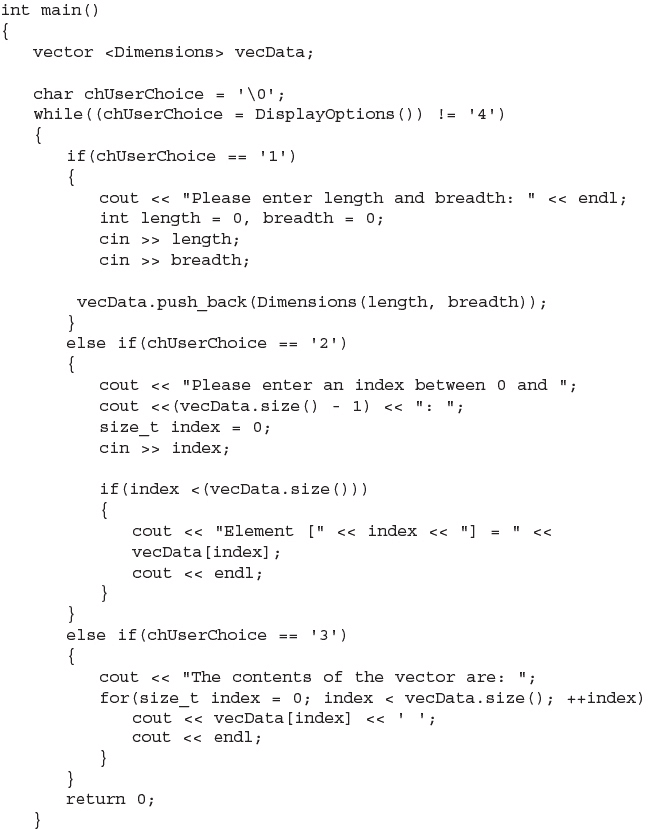 int main()
{
   vector <Dimensions> vecData;

   char chUserChoice = '\0';
   while((chUserChoice = DisplayOptions()) != '4')
   {
      if(chUserChoice == '1')
      {
         cout << "Please enter length and breadth: " << endl;
         int length = 0, breadth = 0;
         cin >> length;
         cin >> breadth;

       vecData.push_back(Dimensions(length, breadth));
      }
      else if(chUserChoice == '2')
      {
         cout << "Please enter an index between 0 and ";
         cout <<(vecData.size() - 1) << ": ";
         size_t index = 0;
         cin >> index;

         if(index <(vecData.size()))
         {
            cout << "Element [" << index << "] = " <<
            vecData[index];
            cout << endl;
         }
      }
      else if(chUserChoice == '3')
      {
         cout << "The contents of the vector are: ";
         for(size_t index = 0; index < vecData.size(); ++index)
            cout << vecData[index] << ' ';
            cout << endl;
         }
      }
      return 0;
   }